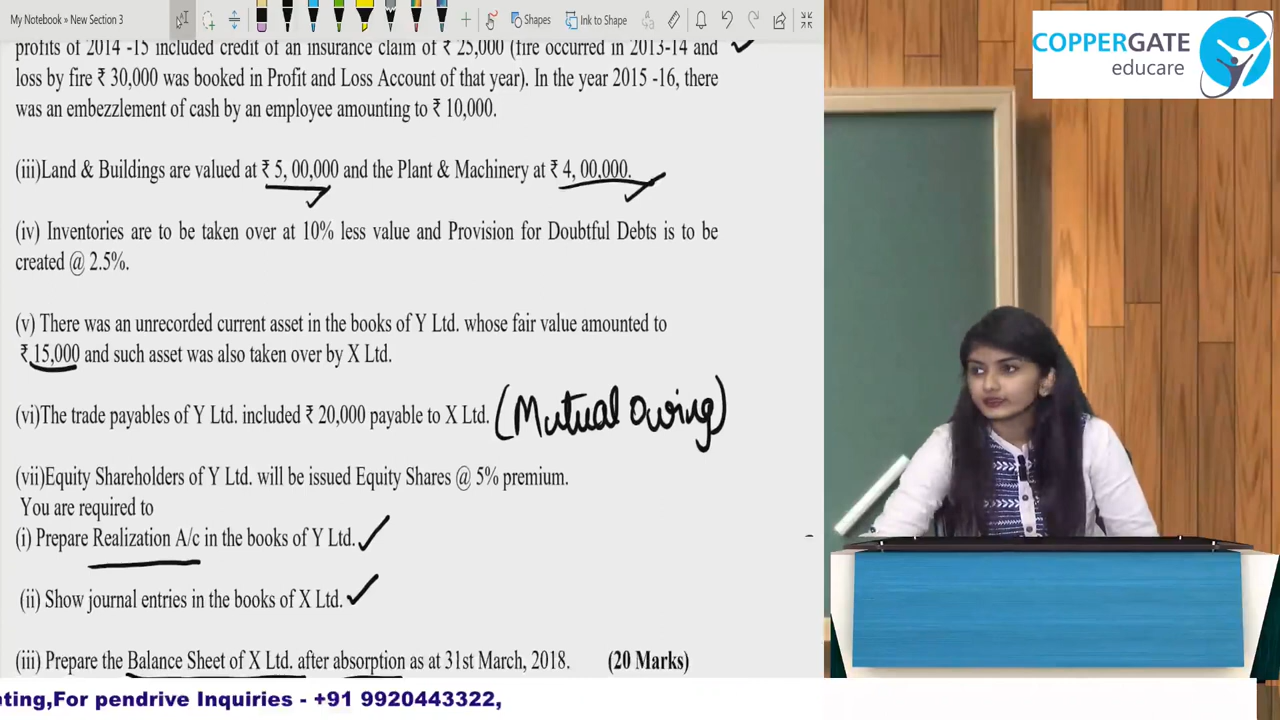 My Notebook » New Section 3
Shapes
Ink to Shape
COPPERGATE
educare
profits of 2014 -15 included credit of an insurance claim of ₹ 25,000 (fire occurred in 2013-14 and
loss by fire ₹ 30,000 was booked in Profit and Loss Account of that year). In the year 2015 -16, there
was an embezzlement of cash by an employee amounting to ₹ 10,000.
(iii)Land & Buildings are valued at ₹ 5, 00,000 and the Plant & Machinery at ₹ 4, 00,000.
(iv) Inventories are to be taken over at 10% less value and Provision for Doubtful Debts is to be
created @ 2.5%.
(v) There was an unrecorded current asset in the books of Y Ltd. whose fair value amounted to
₹ 15,000 and such asset was also taken over by X Ltd.
(vi)The trade payables of Y Ltd. included ₹ 20,000 payable to X Ltd. (Mutual owing)
(vii)Equity Shareholders of Y Ltd. will be issued Equity Shares @ 5% premium.
You are required to
(i) Prepare Realization A/c in the books of Y Ltd.
(ii) Show journal entries in the books of X Ltd.
(iii) Prepare the Balance Sheet of X Ltd. after absorption as at 31st March, 2018. (20 Marks)
nting,For pendrive Inquiries - +91 9920443322,